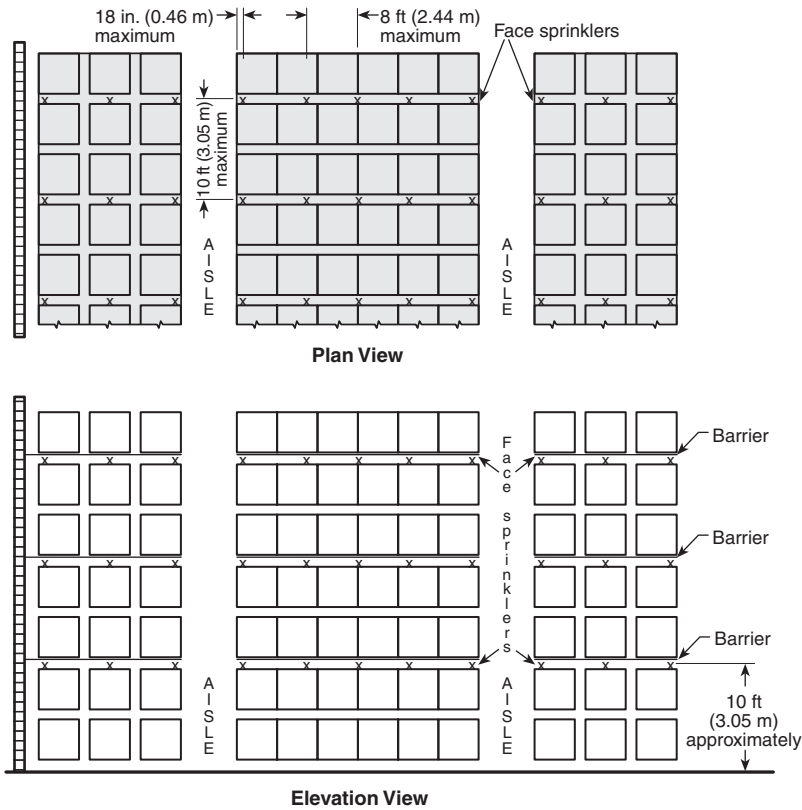 18 in. (0.46 m)
maximum
8 ft (2.44 m)
maximum
Face sprinklers
x x x x x x x x x x x
10 ft (3.05 m)
maximum
x x x x x x x x x x x
AISLE
AISLE
x x x x x x x x x x x
Plan View
Barrier
x x x x x x x x x x x
Face sprinklers
Barrier
x x x x x x x x x x x
Barrier
x x x x x x x x x x x
AISLE
AISLE
10 ft
(3.05 m)
approximately
Elevation View